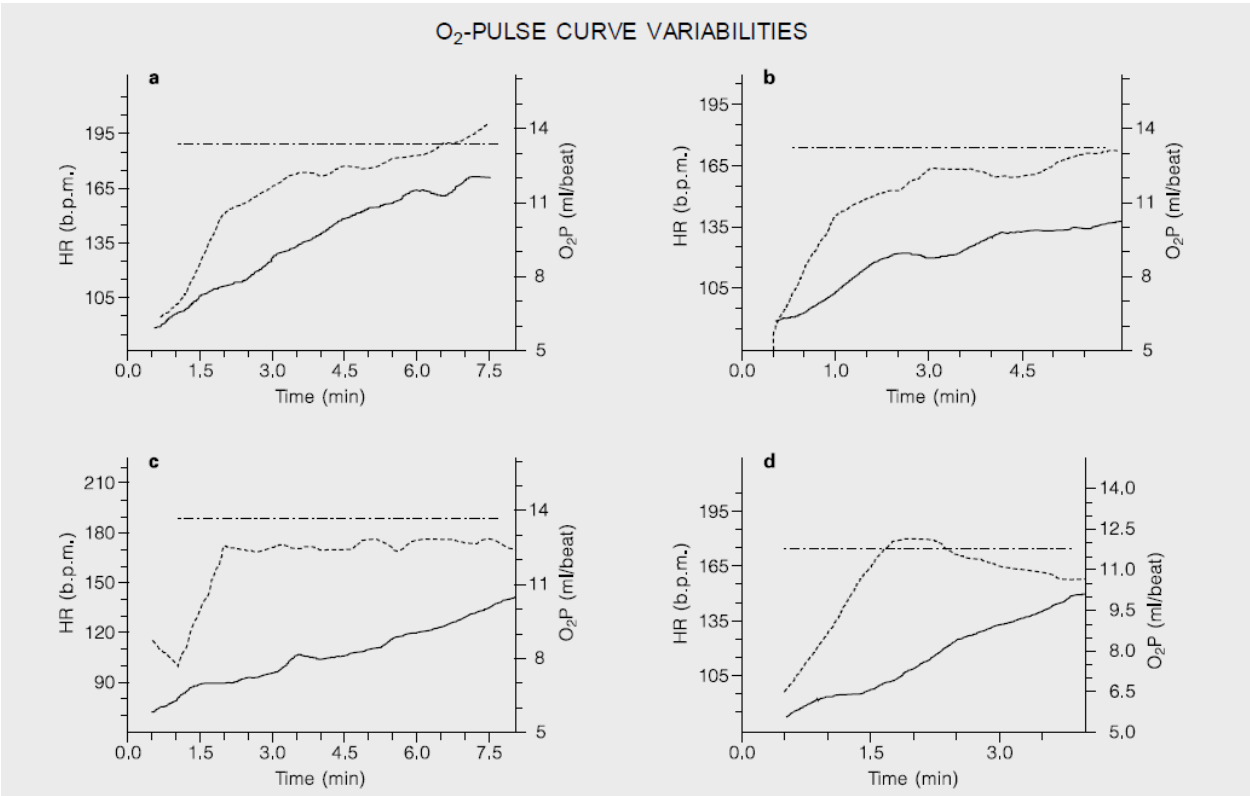 O2-PULSE CURVE VARIABILITIES
a
195
165
135
105
HR (b.p.m.)
14
11
8
5
O2P (ml/beat)
0.0 1.5 3.0 4.5 6.0 7.5
Time (min)
b
195
165
135
105
HR (b.p.m.)
14
11
8
5
O2P (ml/beat)
0.0 1.0 3.0 4.5
Time (min)
c
210
180
150
120
90
HR (b.p.m.)
14
11
8
5
O2P (ml/beat)
0.0 1.5 3.0 4.5 6.0 7.5
Time (min)
d
195
165
135
105
HR (b.p.m.)
14.0
12.5
11.0
9.5
8.0
6.5
5.0
O2P (ml/beat)
0.0 1.5 3.0
Time (min)